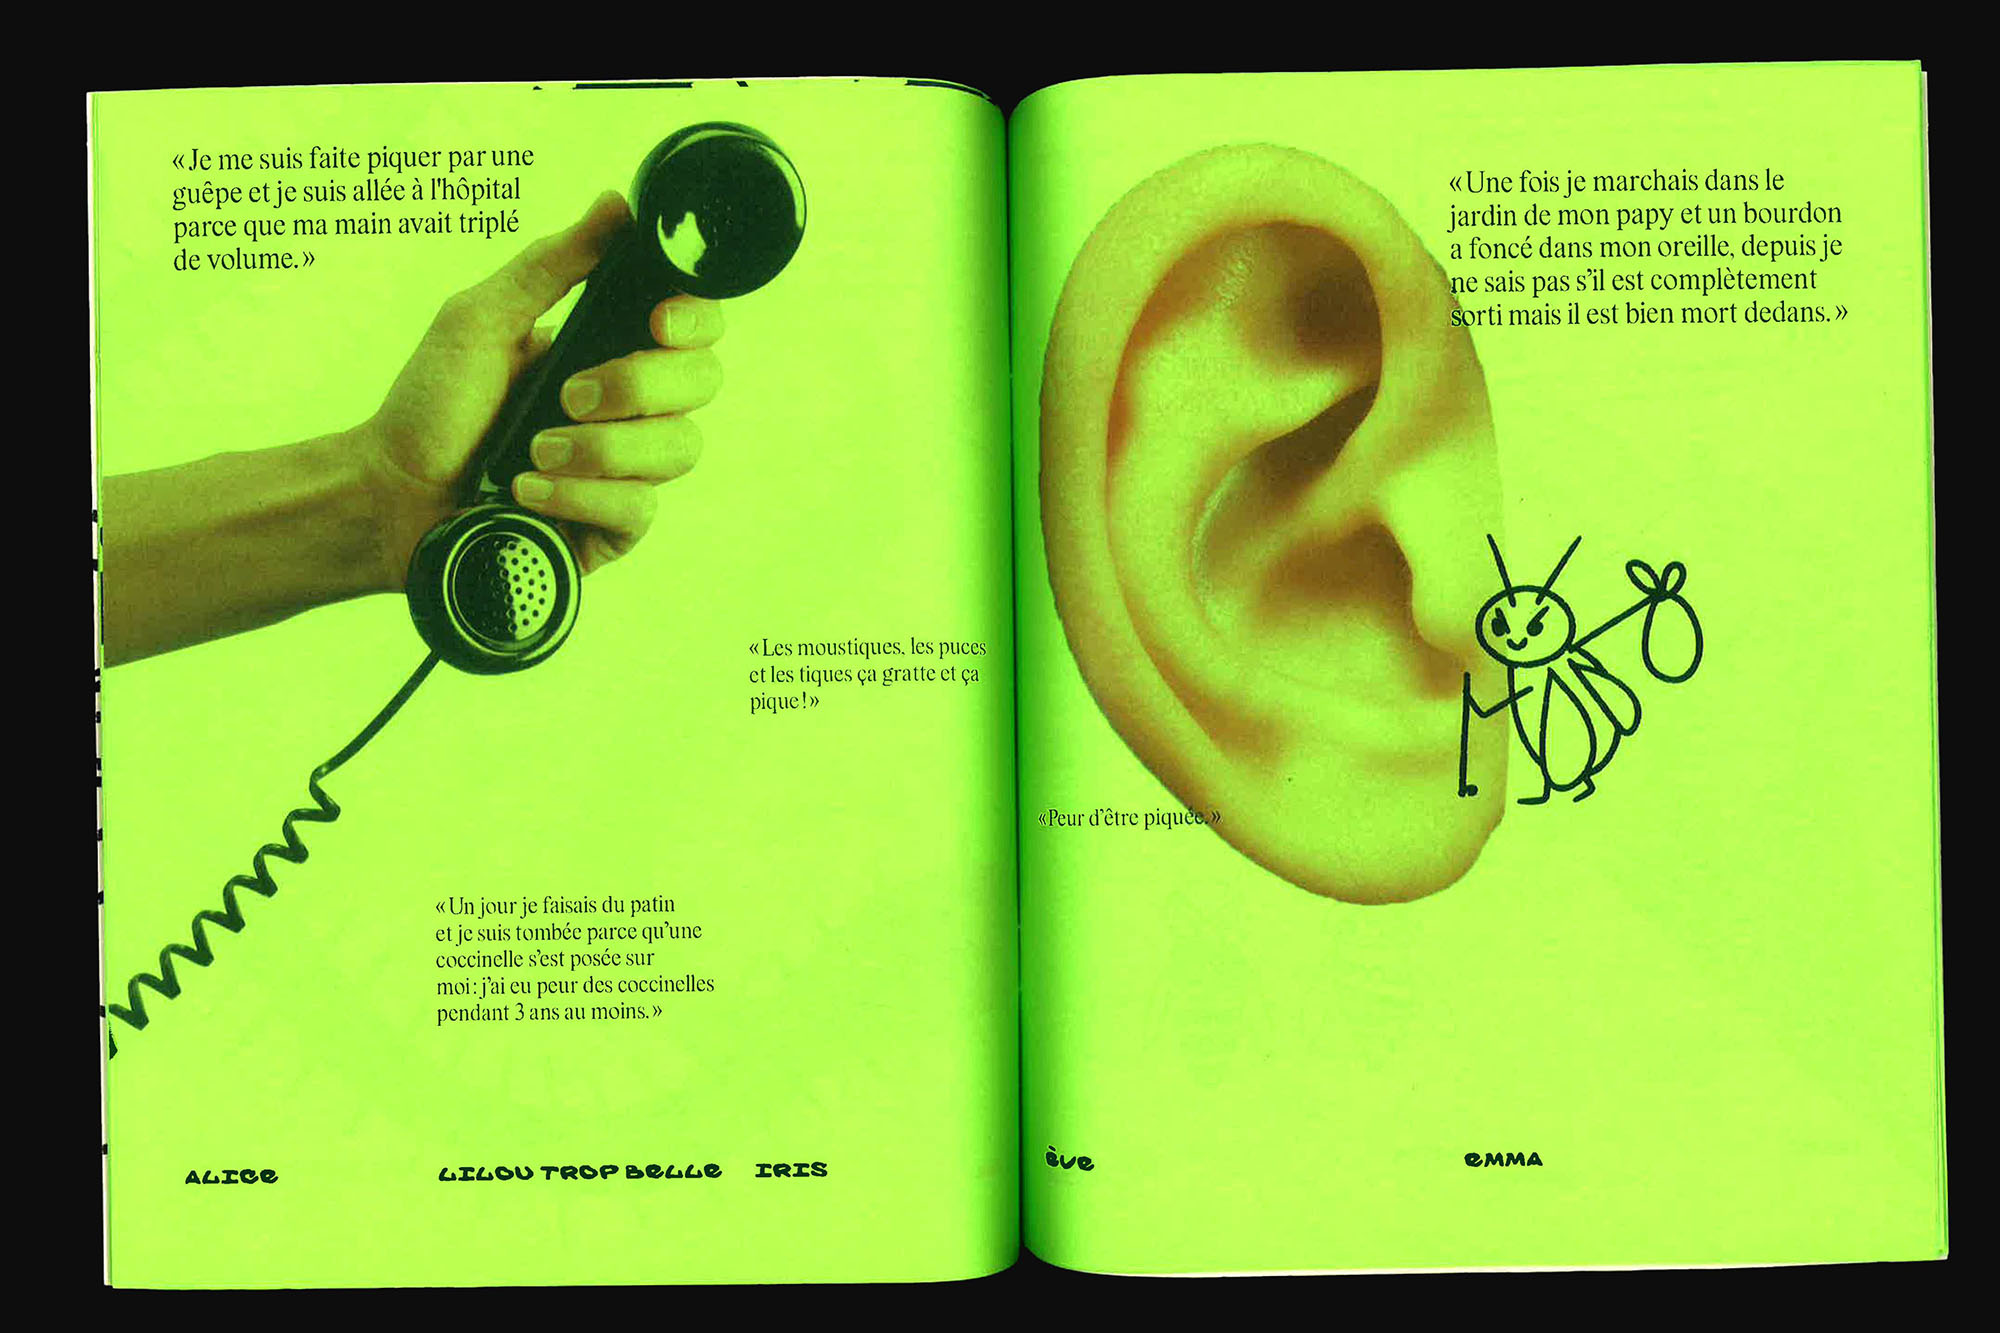 «Je me suis faite piquer par une
guêpe et je suis allée à l'hôpital
parce que ma main avait triplé
de volume.»
«Les moustiques, les puces
et les tiques ça gratte et ça
pique!»
«Un jour je faisais du patin
et je suis tombée parce qu’une
coccinelle s’est posée sur
moi: j’ai eu peur des coccinelles
pendant 3 ans au moins.»
ALICE
LILOU TROP BELLE
IRIS
«Une fois je marchais dans le
jardin de mon papy et un bourdon
a foncé dans mon oreille, depuis je
ne sais pas s’il est complètement
sorti mais il est bien mort dedans.»
«Peur d’être piquée.»
ÈVE
EMMA